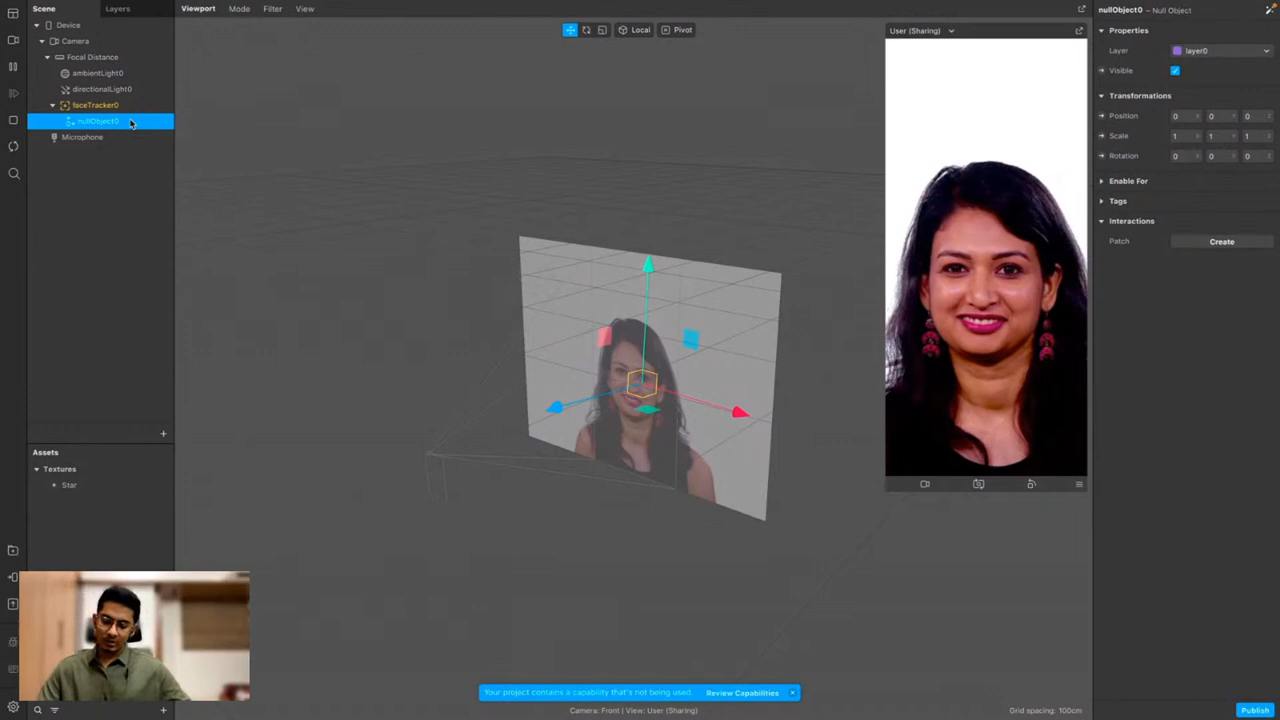 Scene
Layers
Viewport
Mode
Filter
View
nullObject0 – Null Object
Device
Camera
Focal Distance
ambientLight0
directionalLight0
faceTracker0
nullObject0
Microphone
Local
Pivot
User (Sharing)
Properties
Layer
layer0
Visible
Transformations
Position
0
0
0
Scale
1
1
1
Rotation
0
0
0
Enable For
Tags
Interactions
Patch
Create
Assets
Textures
Star
Your project contains a capability that's not being used.
Review Capabilities
Camera: Front | View: User (Sharing)
Grid spacing: 100cm
Publish